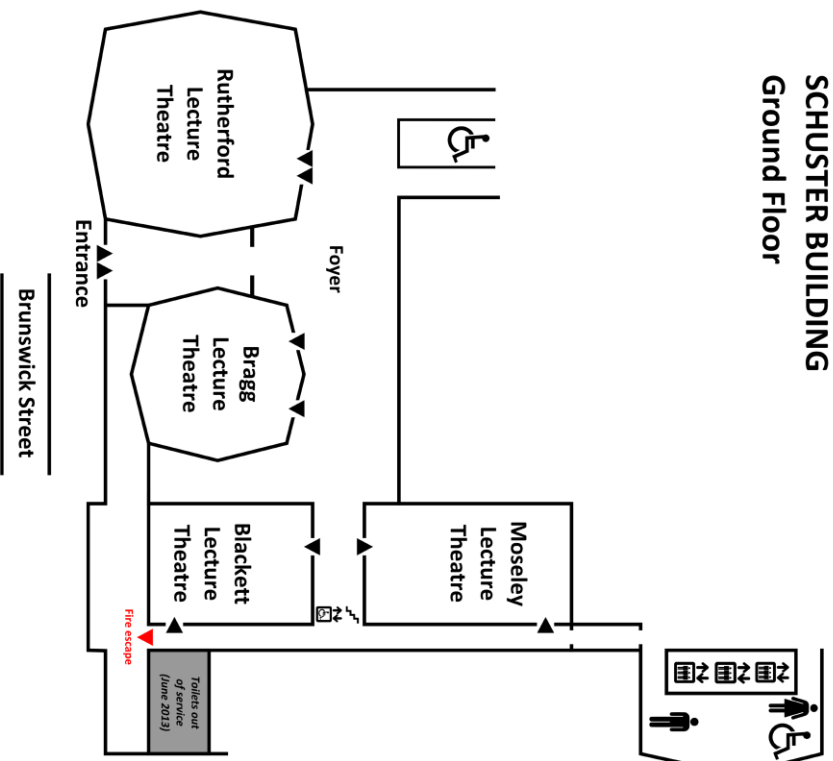 SCHUSTER BUILDING
Ground Floor
Rutherford
Lecture
Theatre
Foyer
Entrance
Bragg
Lecture
Theatre
Brunswick Street
Moseley
Lecture
Theatre
Blackett
Lecture
Theatre
Fire escape
Toilets out
of service
(June 2013)